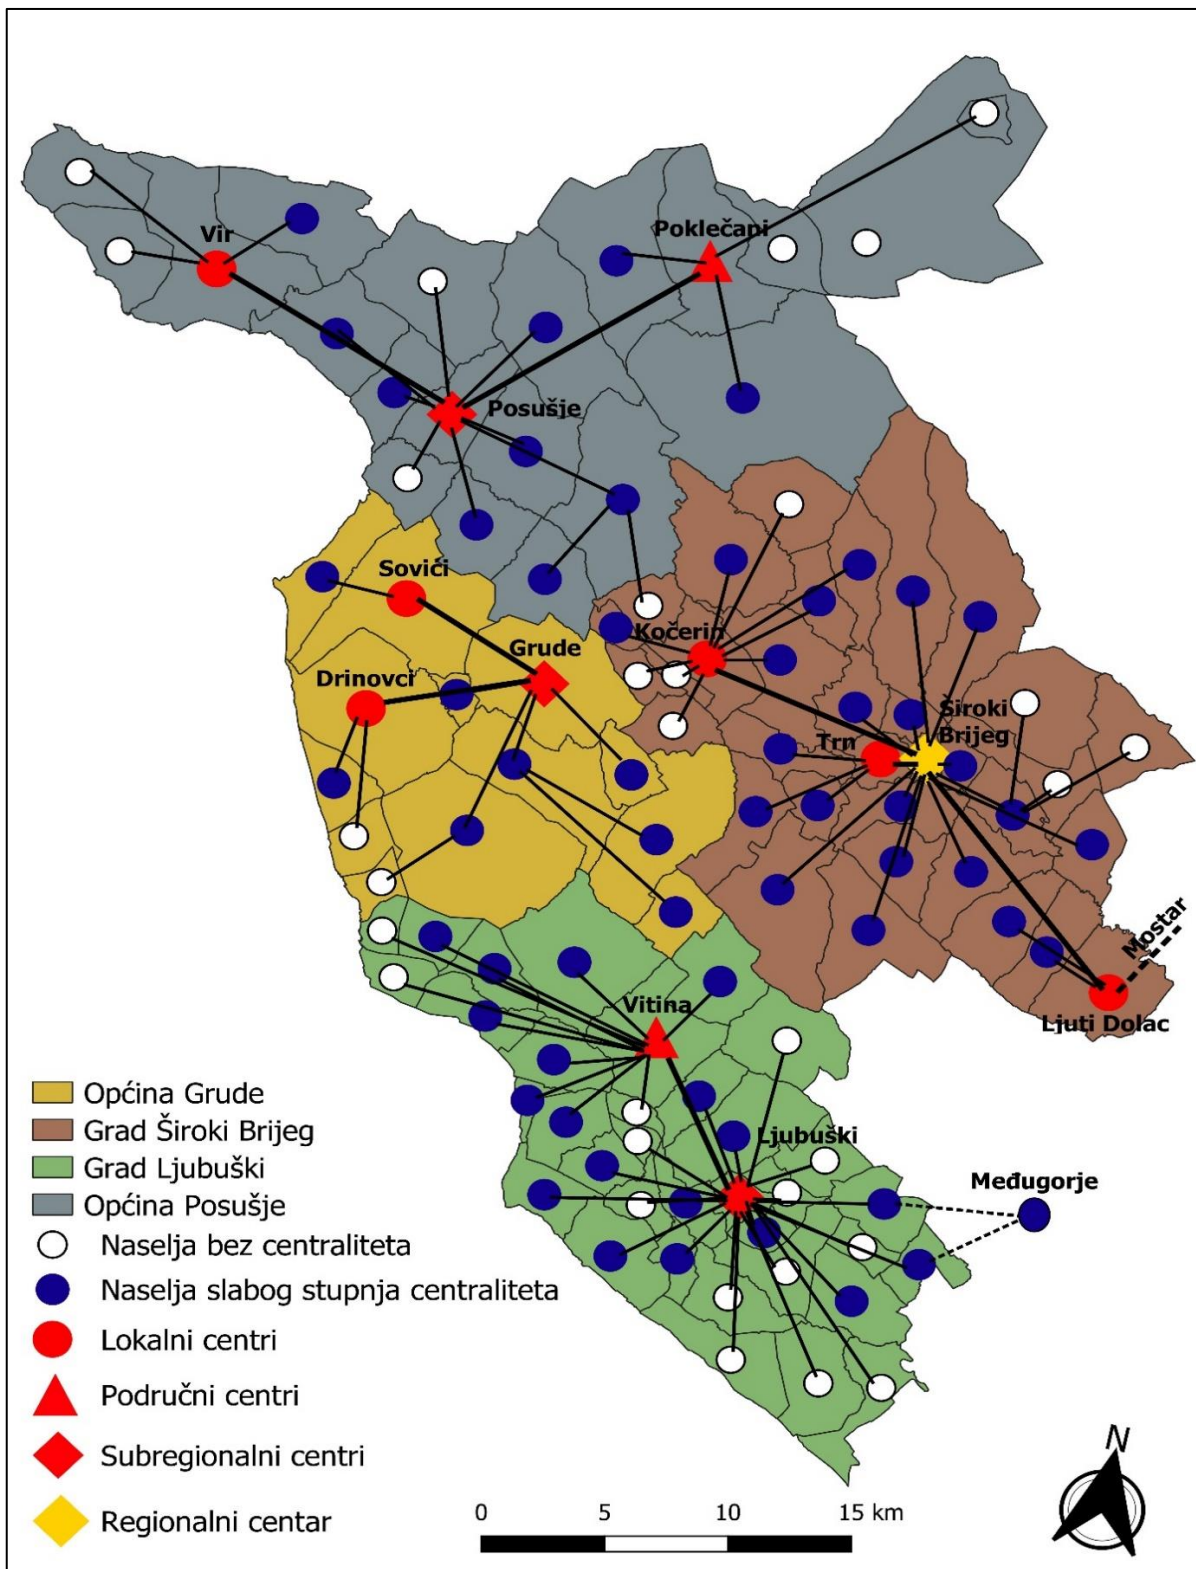 Vir
Poklečani
Posušje
Sovići
Kočerin
Grude
Drinovci
Široki
Brijeg
Trn
Mostar
Vitina
Ljuti Dolac
Ljubuški
Međugorje
Općina Grude
Grad Široki Brijeg
Grad Ljubuški
Općina Posušje
Naselja bez centraliteta
Naselja slabog stupnja centraliteta
Lokalni centri
Područni centri
Subregionalni centri
Regionalni centar
0 5 10 15 km
N